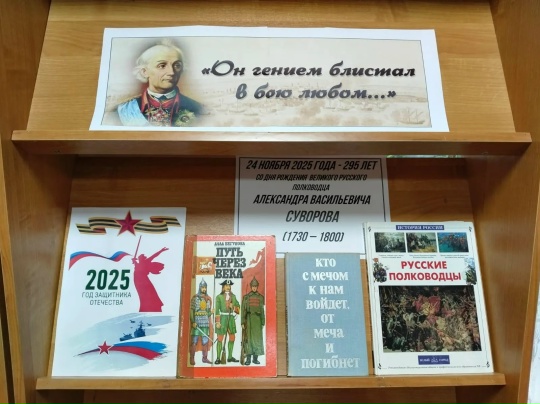 «Он гением блистал
в бою любом...»
24 НОЯБРЯ 2025 ГОДА - 295 ЛЕТ
СО ДНЯ РОЖДЕНИЯ ВЕЛИКОГО РУССКОГО
ПОЛКОВОДЦА
АЛЕКСАНДРА ВАСИЛЬЕВИЧА
СУВОРОВА
(1730 – 1800)
2025
ГОД ЗАЩИТНИКА
ОТЕЧЕСТВА
ПУТЬ
ЧЕРЕЗ
ВЕКА
КТО
С МЕЧОМ
К НАМ
ВОЙДЕТ,
ОТ
МЕЧА
И
ПОГИБНЕТ
ИСТОРИЯ РОССИИ
РУССКИЕ
ПОЛКОВОДЦЫ
БЕЛЫЙ ГОРОД